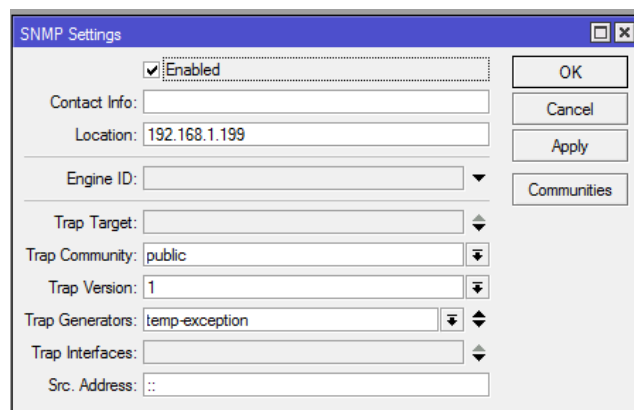 SNMP Settings
Enabled
OK
Contact Info:
Cancel
Location: 192.168.1.199
Apply
Engine ID:
Communities
Trap Target:
Trap Community: public
Trap Version: 1
Trap Generators: temp-exception
Trap Interfaces:
Src. Address: ::